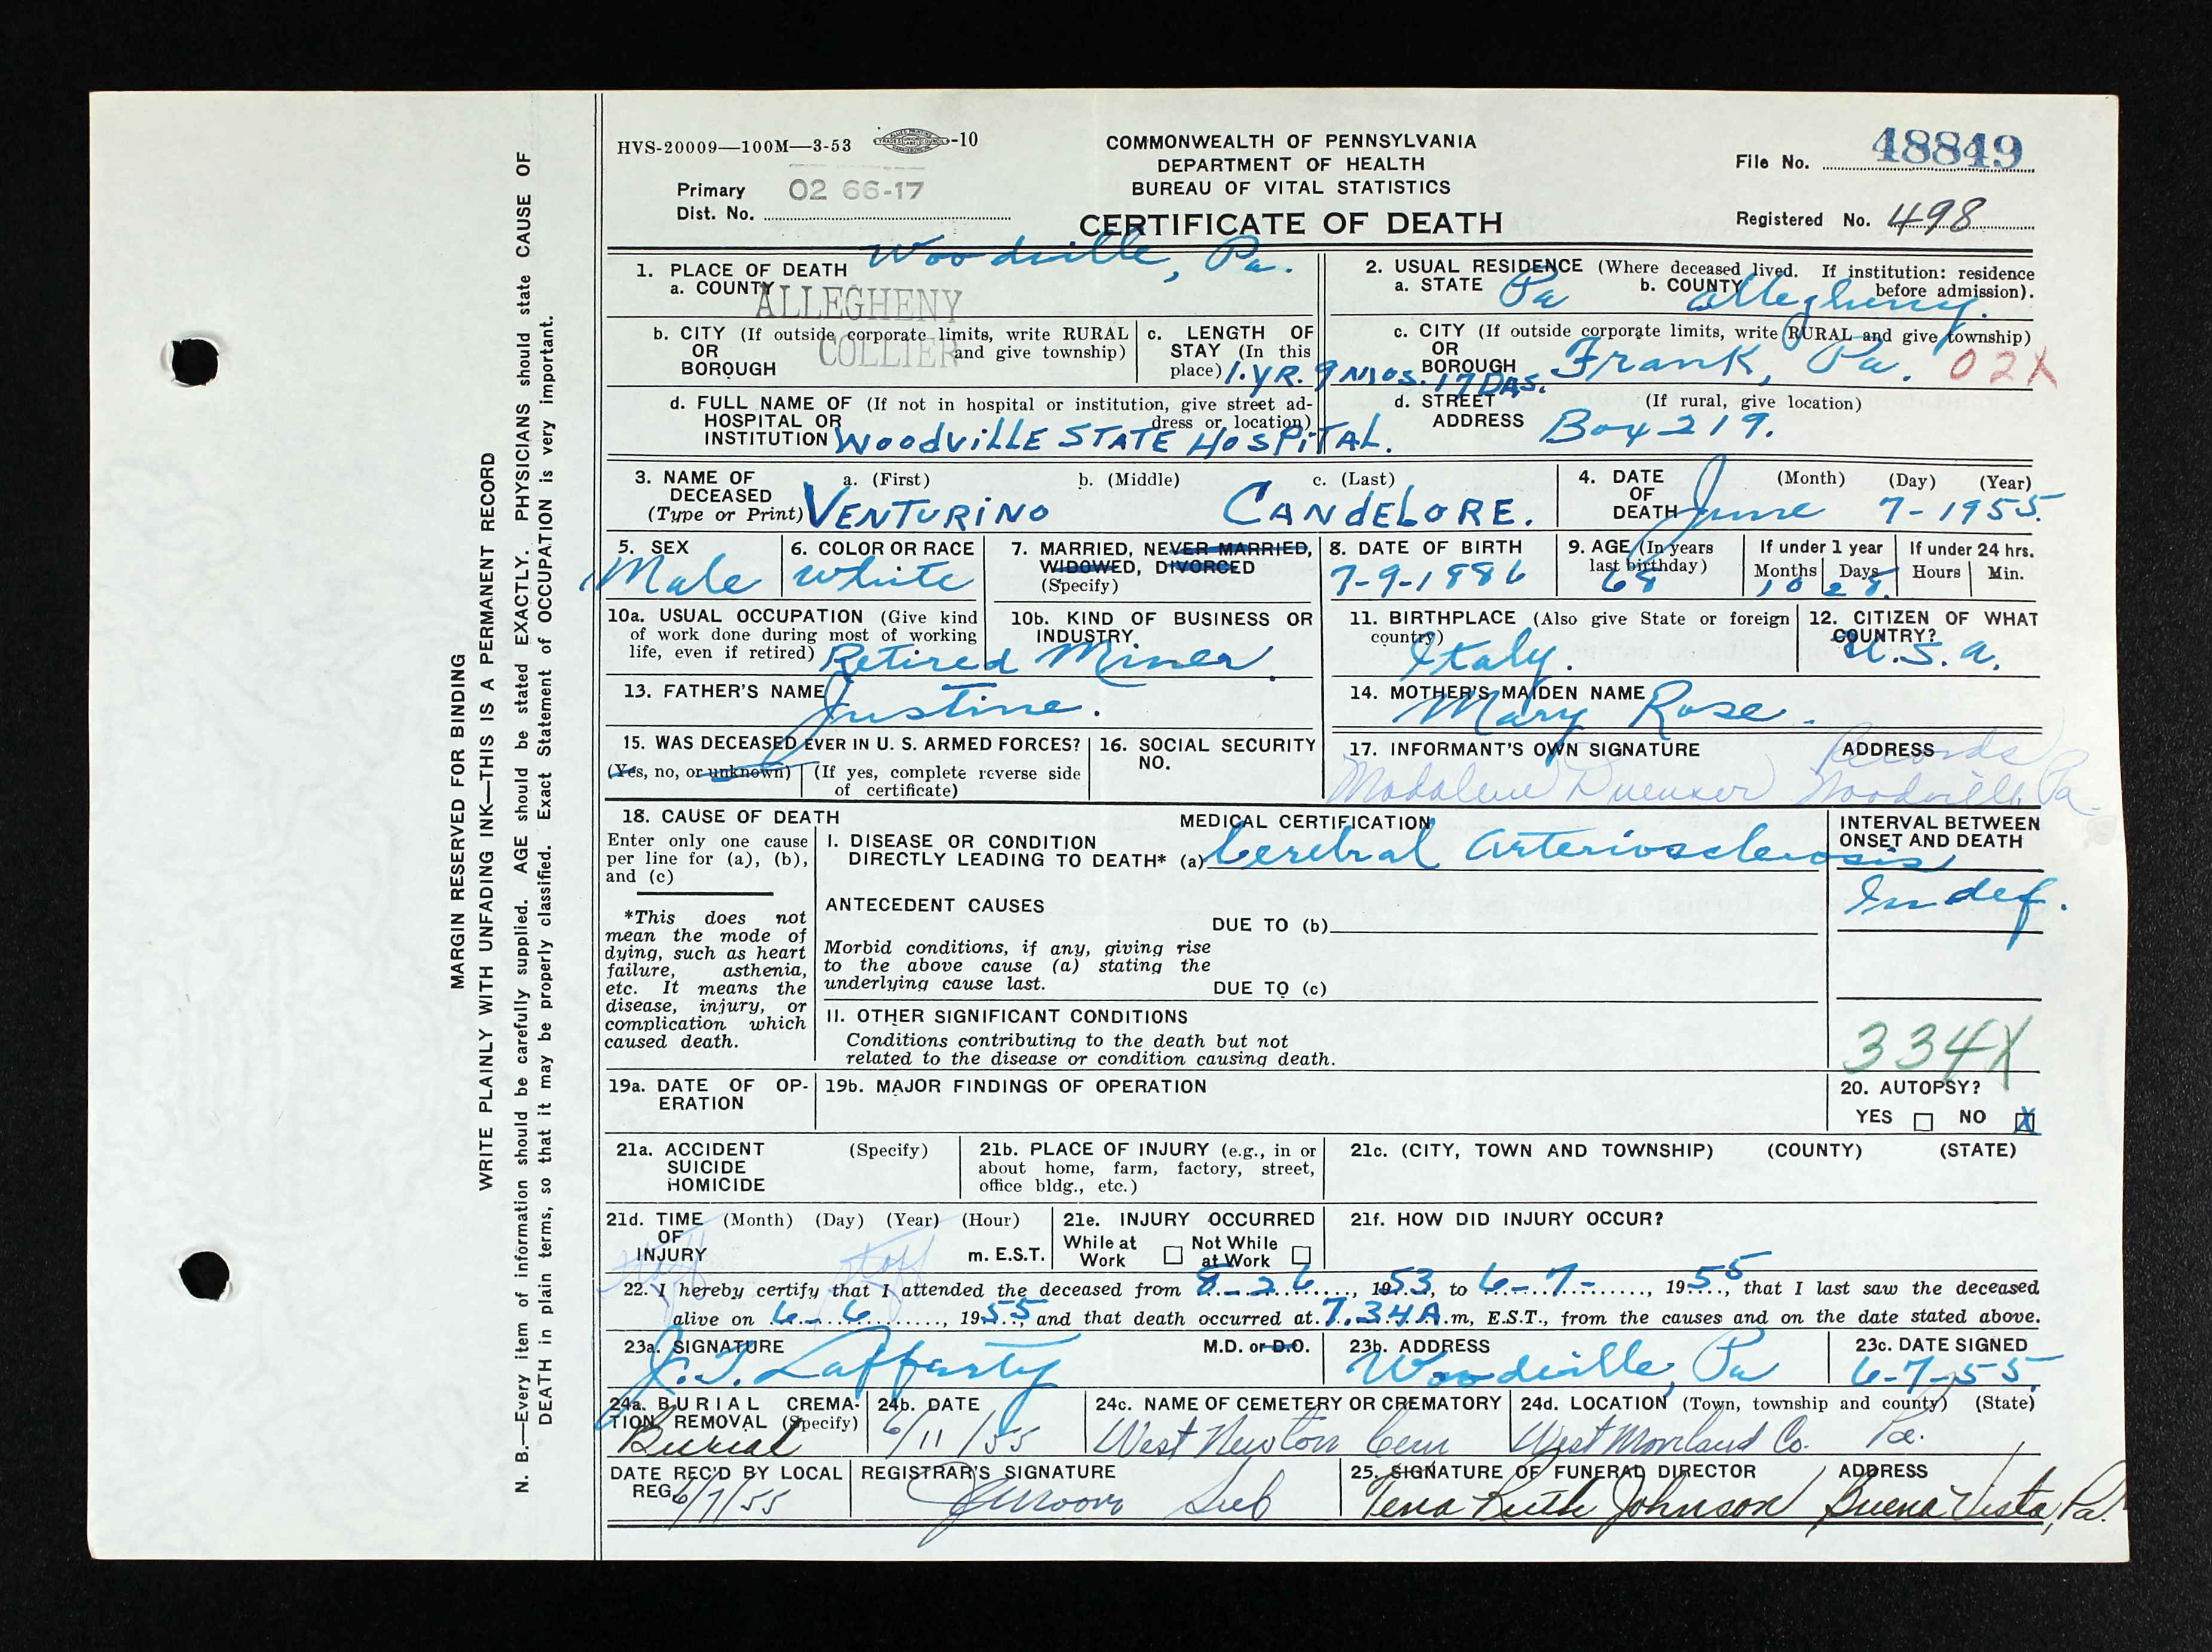 HVS-20009—100M—3-53 -10
COMMONWEALTH OF PENNSYLVANIA
DEPARTMENT OF HEALTH
BUREAU OF VITAL STATISTICS
CERTIFICATE OF DEATH
File No. 48849
Primary Dist. No. 02 66-17
Registered No. 498
1. PLACE OF DEATH Woodville, Pa.
a. COUNTY ALLEGHENY
2. USUAL RESIDENCE (Where deceased lived. If institution: residence before admission).
a. STATE Pa b. COUNTY Allegheny.
b. CITY (If outside corporate limits, write RURAL and give township) OR BOROUGH COLLIER
c. LENGTH OF STAY (In this place) 1.YR. 9 MOS. 17 DAS.
c. CITY (If outside corporate limits, write RURAL and give township) OR BOROUGH Frank, Pa. 02X
d. FULL NAME OF (If not in hospital or institution, give street address or location) HOSPITAL OR INSTITUTION WOODVILLE STATE HOSPITAL.
d. STREET ADDRESS (If rural, give location) Box 219.
3. NAME OF DECEASED (Type or Print) a. (First) b. (Middle) c. (Last)
VENTURINO CANDELORE.
4. DATE OF DEATH (Month) (Day) (Year)
June 7-1955.
5. SEX Male
6. COLOR OR RACE White
7. MARRIED, NEVER MARRIED, WIDOWED, DIVORCED (Specify)
8. DATE OF BIRTH 7-9-1886
9. AGE (In years last birthday) 68
If under 1 year Months 10 Days 28.
If under 24 hrs. Hours Min.
10a. USUAL OCCUPATION (Give kind of work done during most of working life, even if retired) Retired Miner.
10b. KIND OF BUSINESS OR INDUSTRY
11. BIRTHPLACE (Also give State or foreign country) Italy.
12. CITIZEN OF WHAT COUNTRY? U.S.A.
13. FATHER'S NAME Justine.
14. MOTHER'S MAIDEN NAME Mary Rose.
15. WAS DECEASED EVER IN U. S. ARMED FORCES?
(Yes, no, or unknown) (If yes, complete reverse side of certificate)
16. SOCIAL SECURITY NO.
17. INFORMANT'S OWN SIGNATURE ADDRESS
Madalene Records Woodville, Pa.
18. CAUSE OF DEATH
Enter only one cause per line for (a), (b), and (c)
*This does not mean the mode of dying, such as heart failure, asthenia, etc. It means the disease, injury, or complication which caused death.
MEDICAL CERTIFICATION
I. DISEASE OR CONDITION DIRECTLY LEADING TO DEATH* (a) Cerebral Arteriosclerosis
INTERVAL BETWEEN ONSET AND DEATH
Indef.
ANTECEDENT CAUSES
DUE TO (b)
Morbid conditions, if any, giving rise to the above cause (a) stating the underlying cause last.
DUE TO (c)
II. OTHER SIGNIFICANT CONDITIONS
Conditions contributing to the death but not related to the disease or condition causing death.
334X
19a. DATE OF OPERATION
19b. MAJOR FINDINGS OF OPERATION
20. AUTOPSY?
YES NO X
21a. ACCIDENT SUICIDE HOMICIDE (Specify)
21b. PLACE OF INJURY (e.g., in or about home, farm, factory, street, office bldg., etc.)
21c. (CITY, TOWN AND TOWNSHIP) (COUNTY) (STATE)
21d. TIME OF INJURY (Month) (Day) (Year) (Hour) m. E.S.T.
21e. INJURY OCCURRED
While at Work Not While at Work
21f. HOW DID INJURY OCCUR?
staff staff
22. I hereby certify that I attended the deceased from 8-26, 1953, to 6-7-, 1955, that I last saw the deceased
alive on 6-6, 1955, and that death occurred at 7.34 A.m, E.S.T., from the causes and on the date stated above.
23a. SIGNATURE M.D. or D.O.
J. T. Lafferty
23b. ADDRESS Woodville, Pa
23c. DATE SIGNED 6-7-55.
24a. BURIAL CREMATION, REMOVAL (Specify) Burial
24b. DATE 6/11/55
24c. NAME OF CEMETERY OR CREMATORY West Newton Cem
24d. LOCATION (Town, township and county) (State) West Moreland Co. Pa.
DATE REC'D BY LOCAL REG. 6/7/55
REGISTRAR'S SIGNATURE
Sub
25. SIGNATURE OF FUNERAL DIRECTOR ADDRESS
Tena Ruth Johnson Buena Vista, Pa.
MARGIN RESERVED FOR BINDING
WRITE PLAINLY WITH UNFADING INK—THIS IS A PERMANENT RECORD
N. B.—Every item of information should be carefully supplied. AGE should be stated EXACTLY. PHYSICIANS should state CAUSE OF
DEATH in plain terms, so that it may be properly classified. Exact Statement of OCCUPATION is very important.